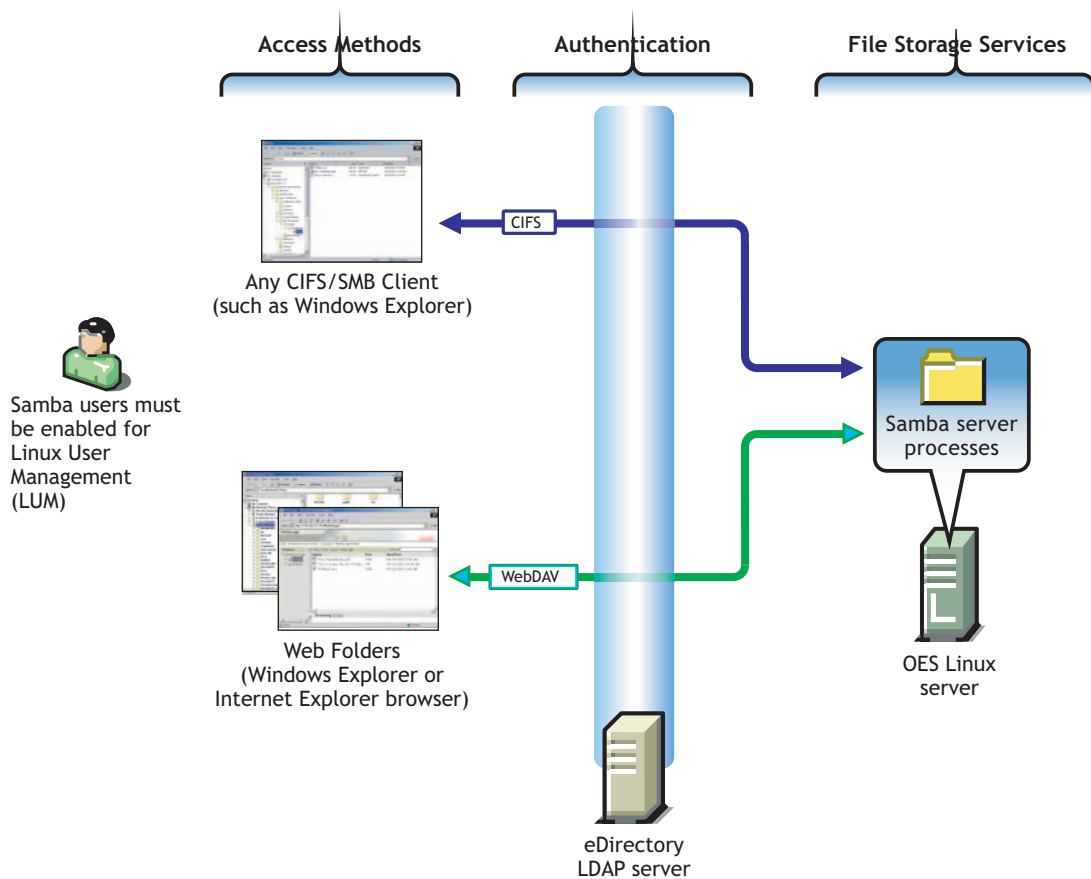 Access Methods
Authentication
File Storage Services
CIFS
Any CIFS/SMB Client
(such as Windows Explorer)
Samba users must
be enabled for
Linux User
Management
(LUM)
Samba server
processes
WebDAV
Web Folders
(Windows Explorer or
Internet Explorer browser)
OES Linux
server
eDirectory
LDAP server